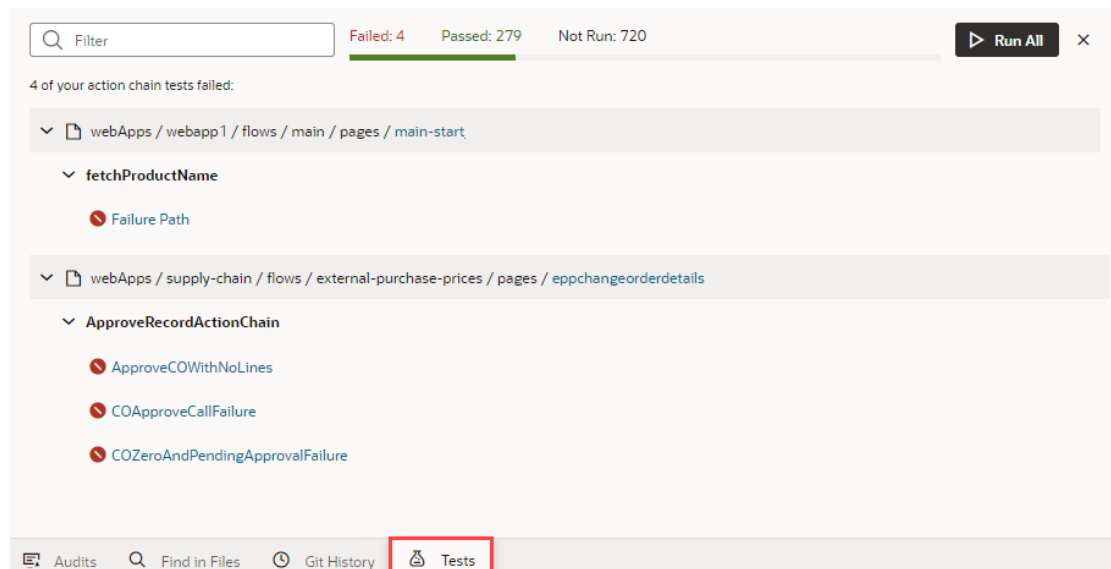 Filter Failed: 4 Passed: 279 Not Run: 720 Run All
4 of your action chain tests failed:
webApps / webapp1 / flows / main / pages / main-start
fetchProductName
Failure Path
webApps / supply-chain / flows / external-purchase-prices / pages / eppchangeorderdetails
ApproveRecordActionChain
ApproveCOWithNoLines
COApproveCallFailure
COZeroAndPendingApprovalFailure
Audits Find in Files Git History Tests